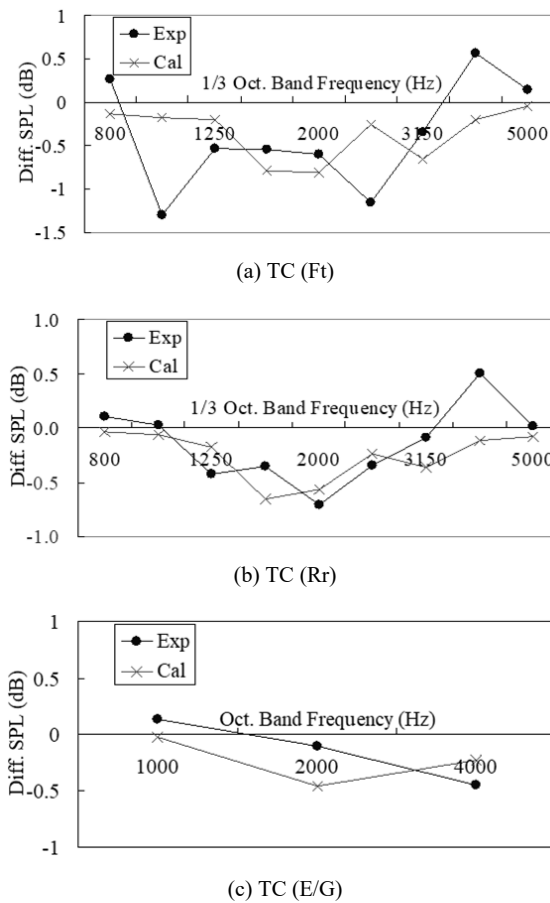 1
0.5
0
-0.5
-1
-1.5
Diff. SPL (dB)
Exp
Cal
1/3 Oct. Band Frequency (Hz)
800 1250 2000 3150 5000
(a) TC (Ft)
1.0
0.5
0.0
-0.5
-1.0
Diff. SPL (dB)
Exp
Cal
1/3 Oct. Band Frequency (Hz)
800 1250 2000 3150 5000
(b) TC (Rr)
1
0.5
0
-0.5
-1
Diff. SPL (dB)
Exp
Cal
Oct. Band Frequency (Hz)
1000 2000 4000
(c) TC (E/G)